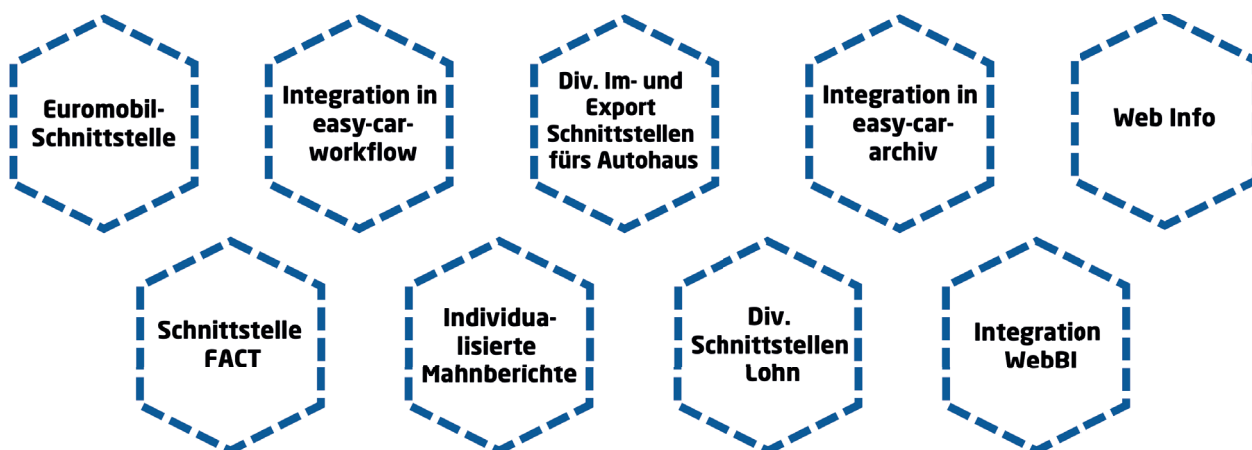 Euromobil-
Schnittstelle
Integration in
easy-car-
workflow
Div. Im- und
Export
Schnittstellen
fürs Autohaus
Integration in
easy-car-
archiv
Web Info
Schnittstelle
FACT
Individua-
lisierte
Mahnberichte
Div.
Schnittstellen
Lohn
Integration
WebBI